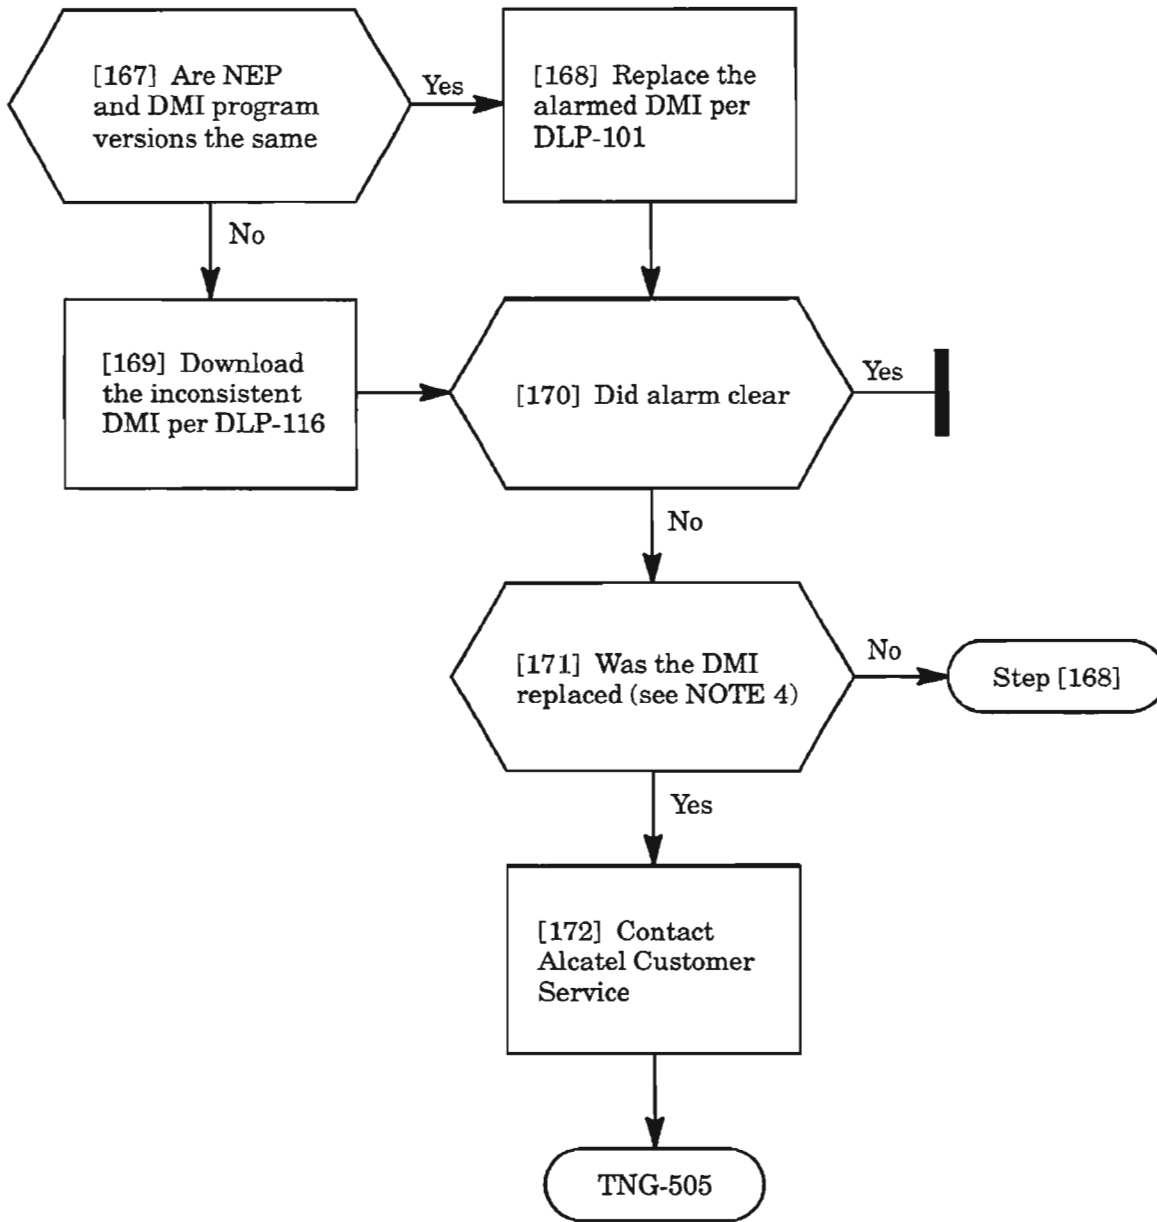 [167] Are NEP
and DMI program
versions the same
Yes
[168] Replace the
alarmed DMI per
DLP-101
No
[169] Download
the inconsistent
DMI per DLP-116
[170] Did alarm clear
Yes
No
[171] Was the DMI
replaced (see NOTE 4)
No
Step [168]
Yes
[172] Contact
Alcatel Customer
Service
TNG-505